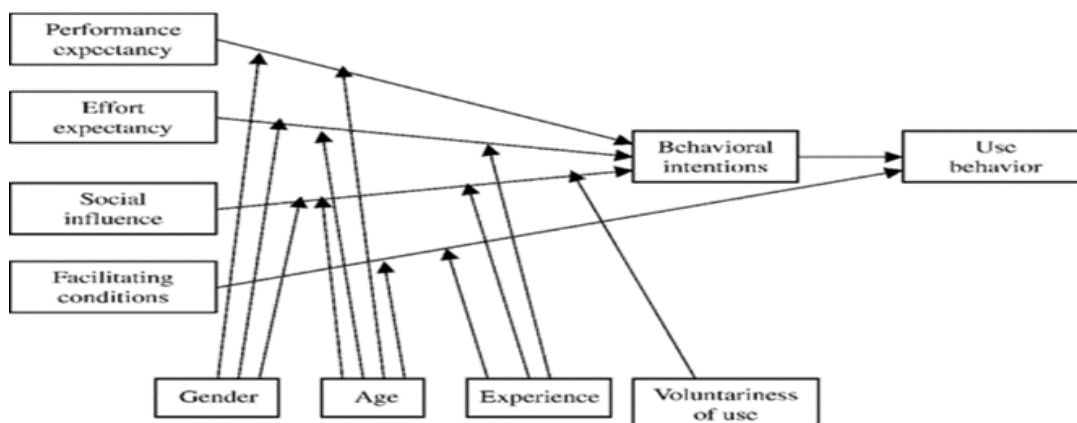 Performance
expectancy
Effort
expectancy
Social
influence
Facilitating
conditions
Behavioral
intentions
Use
behavior
Gender
Age
Experience
Voluntariness
of use